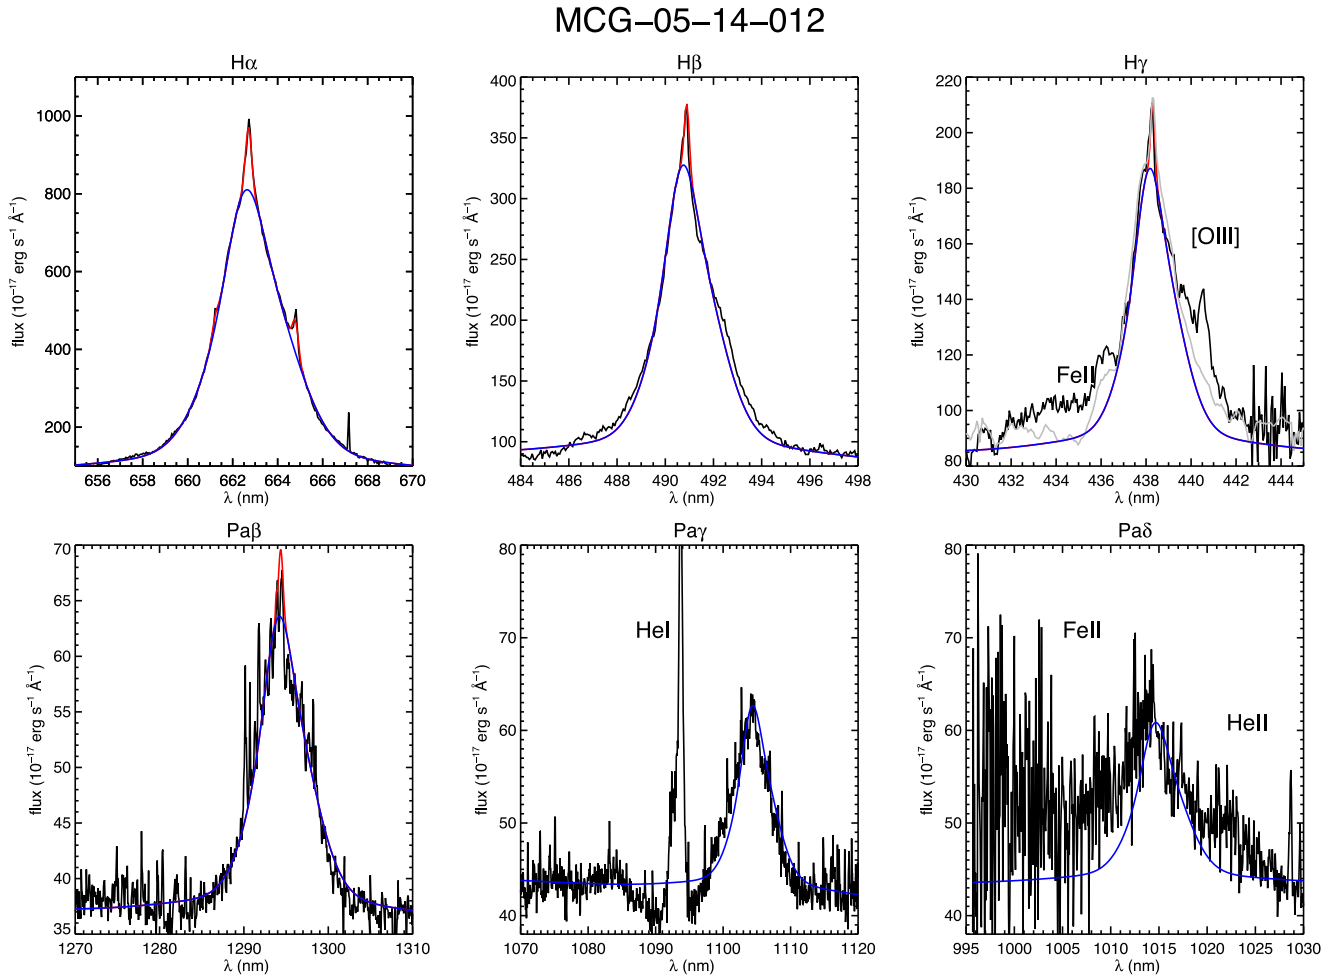 MCG−05−14−012
Hα
Hβ
Hγ
flux (10⁻¹⁷ erg s⁻¹ Å⁻¹)
1000
800
600
400
200
656 658 660 662 664 666 668 670
λ (nm)
flux (10⁻¹⁷ erg s⁻¹ Å⁻¹)
400
350
300
250
200
150
100
484 486 488 490 492 494 496 498
λ (nm)
flux (10⁻¹⁷ erg s⁻¹ Å⁻¹)
220
200
180
160
140
120
100
80
[OIII]
FeII
430 432 434 436 438 440 442 444
λ (nm)
Paβ
Paγ
Paδ
flux (10⁻¹⁷ erg s⁻¹ Å⁻¹)
70
65
60
55
50
45
40
35
1270 1280 1290 1300 1310
λ (nm)
flux (10⁻¹⁷ erg s⁻¹ Å⁻¹)
80
70
60
50
40
HeI
1070 1080 1090 1100 1110 1120
λ (nm)
flux (10⁻¹⁷ erg s⁻¹ Å⁻¹)
80
70
60
50
40
FeII
HeII
995 1000 1005 1010 1015 1020 1025 1030
λ (nm)